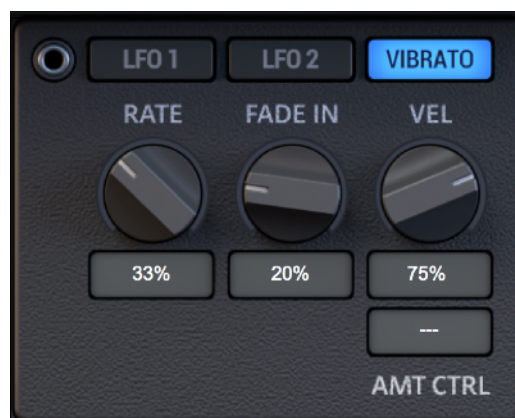 LFO 1 LFO 2 VIBRATO
RATE FADE IN VEL
33% 20% 75%
---
AMT CTRL